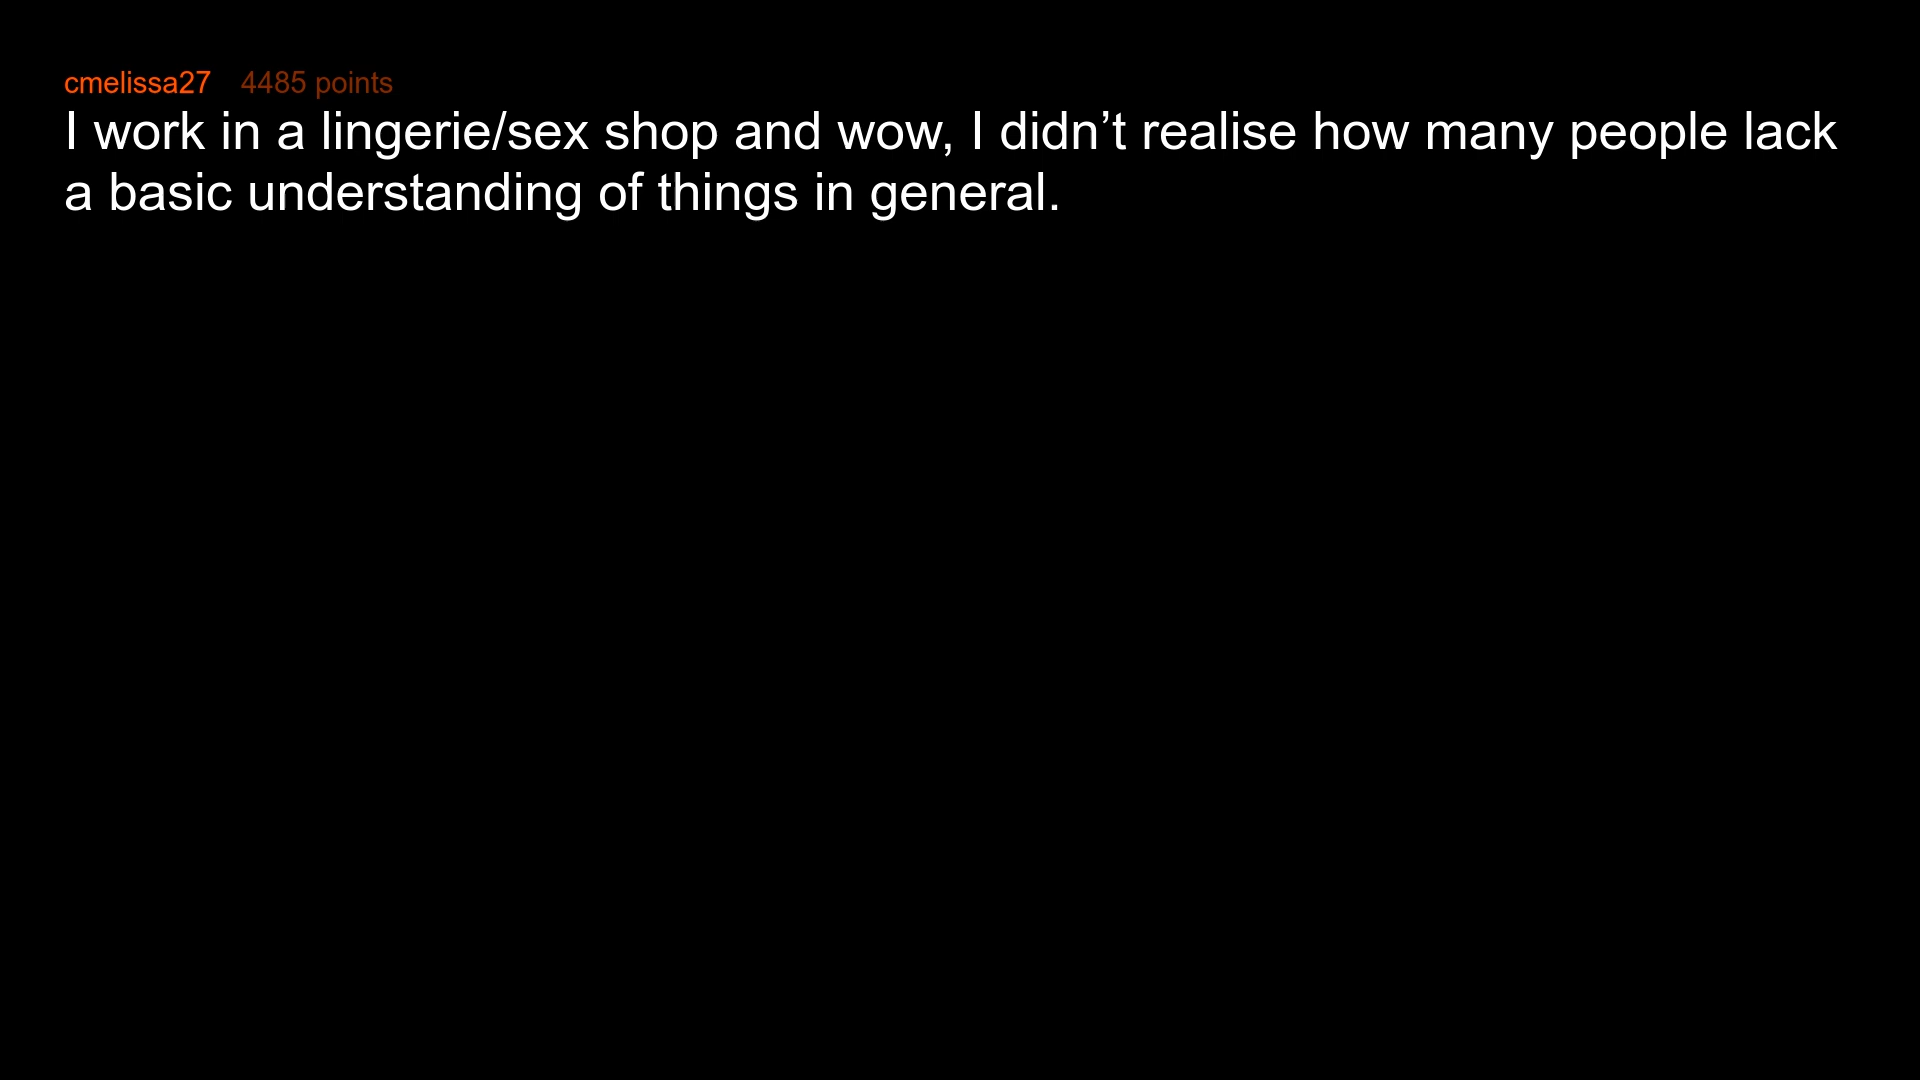 cmelissa27 4485 points
I work in a lingerie/sex shop and wow, I didn’t realise how many people lack
a basic understanding of things in general.